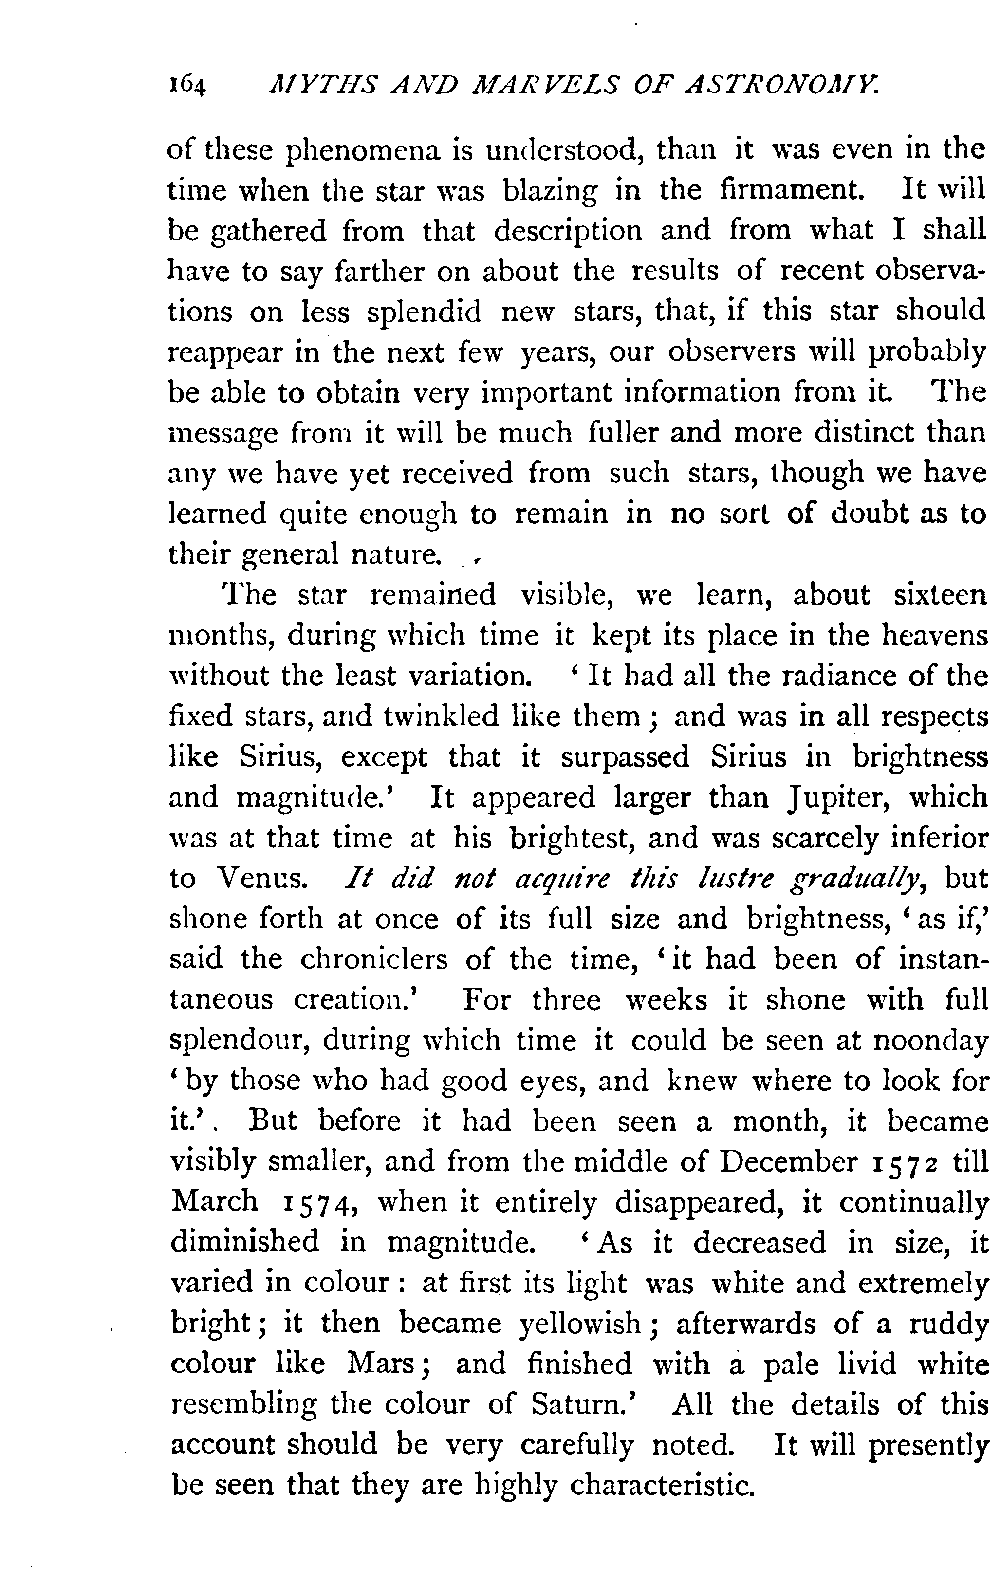 164 MYTHS AND MARVELS OF ASTRONOMY.
of these phenomena is understood, than it was even in the
time when the star was blazing in the firmament. It will
be gathered from that description and from what I shall
have to say farther on about the results of recent observa-
tions on less splendid new stars, that, if this star should
reappear in the next few years, our observers will probably
be able to obtain very important information from it. The
message from it will be much fuller and more distinct than
any we have yet received from such stars, though we have
learned quite enough to remain in no sort of doubt as to
their general nature.
The star remained visible, we learn, about sixteen
months, during which time it kept its place in the heavens
without the least variation. ‘ It had all the radiance of the
fixed stars, and twinkled like them ; and was in all respects
like Sirius, except that it surpassed Sirius in brightness
and magnitude.’ It appeared larger than Jupiter, which
was at that time at his brightest, and was scarcely inferior
to Venus. It did not acquire this lustre gradually, but
shone forth at once of its full size and brightness, ‘ as if,’
said the chroniclers of the time, ‘ it had been of instan-
taneous creation.’ For three weeks it shone with full
splendour, during which time it could be seen at noonday
‘ by those who had good eyes, and knew where to look for
it.’. But before it had been seen a month, it became
visibly smaller, and from the middle of December 1572 till
March 1574, when it entirely disappeared, it continually
diminished in magnitude. ‘ As it decreased in size, it
varied in colour : at first its light was white and extremely
bright ; it then became yellowish ; afterwards of a ruddy
colour like Mars ; and finished with a pale livid white
resembling the colour of Saturn.’ All the details of this
account should be very carefully noted. It will presently
be seen that they are highly characteristic.